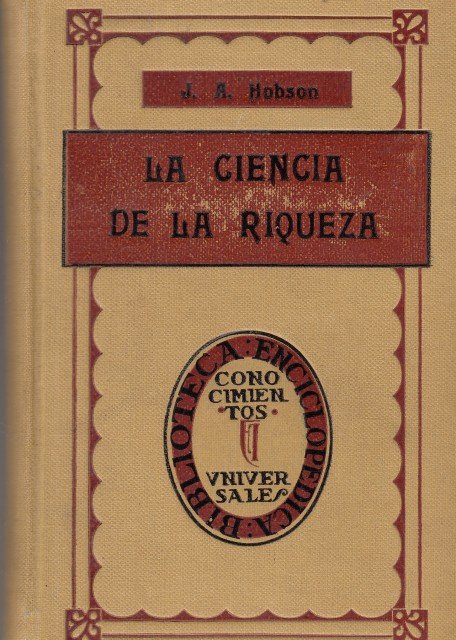 J. A. Hobson
LA CIENCIA
DE LA RIQUEZA
BIBLIOTECA: ENCICLOPEDICA:
CONO
CIMIEN
·TOS·
VNIVER
SALES